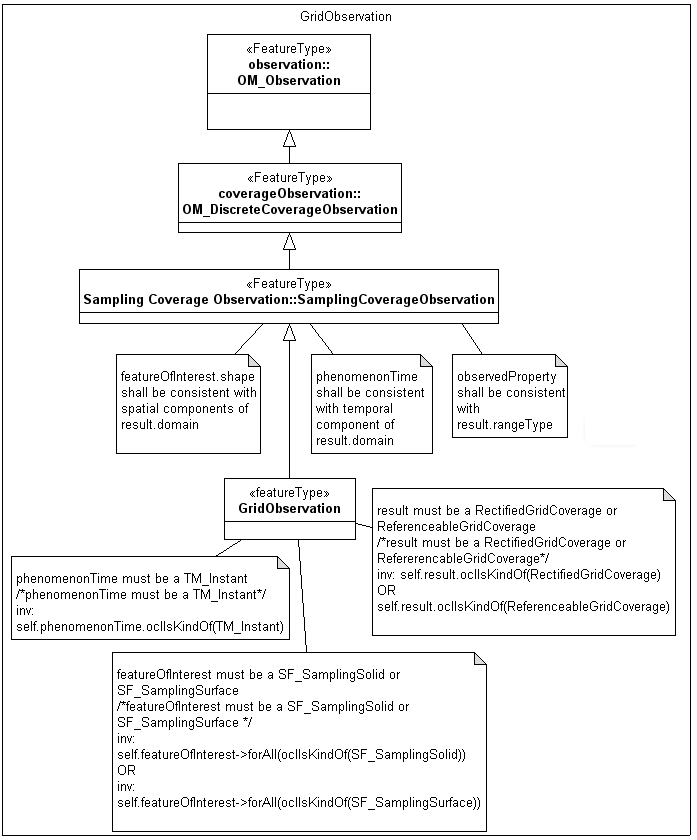 GridObservation
«FeatureType»
observation::
OM_Observation
«FeatureType»
coverageObservation::
OM_DiscreteCoverageObservation
«FeatureType»
Sampling Coverage Observation::SamplingCoverageObservation
featureOfInterest.shape
shall be consistent with
spatial components of
result.domain
phenomenonTime
shall be consistent
with temporal
component of
result.domain
observedProperty
shall be consistent
with
result.rangeType
«featureType»
GridObservation
result must be a RectifiedGridCoverage or
ReferenceableGridCoverage
/*result must be a RectifiedGridCoverage or
RefererencableGridCoverage*/
inv: self.result.oclIsKindOf(RectifiedGridCoverage)
OR
self.result.oclIsKindOf(ReferenceableGridCoverage)
phenomenonTime must be a TM_Instant
/*phenomenonTime must be a TM_Instant*/
inv:
self.phenomenonTime.oclIsKindOf(TM_Instant)
featureOfInterest must be a SF_SamplingSolid or
SF_SamplingSurface
/*featureOfInterest must be a SF_SamplingSolid or
SF_SamplingSurface */
inv:
self.featureOfInterest->forAll(oclIsKindOf(SF_SamplingSolid))
OR
inv:
self.featureOfInterest->forAll(oclIsKindOf(SF_SamplingSurface))